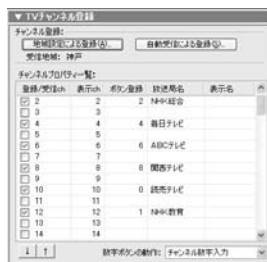 ▼ TVチャンネル登録
チャンネル登録:
地域設定による登録(A)...
自動受信による登録(S)...
受信地域: 神戸
チャンネルプロパティ一覧:
登録/受信ch 表示ch ボタン登録 放送局名 表示名
2 2 2 NHK総合
3 3
4 4 4 毎日テレビ
5 5
6 6 6 ABCテレビ
7 7
8 8 8 関西テレビ
9 9
10 10 0 読売テレビ
11 11
12 12 1 NHK教育
13 13
14 14
↓ ↑ 数字ボタンの動作: チャンネル数字入力